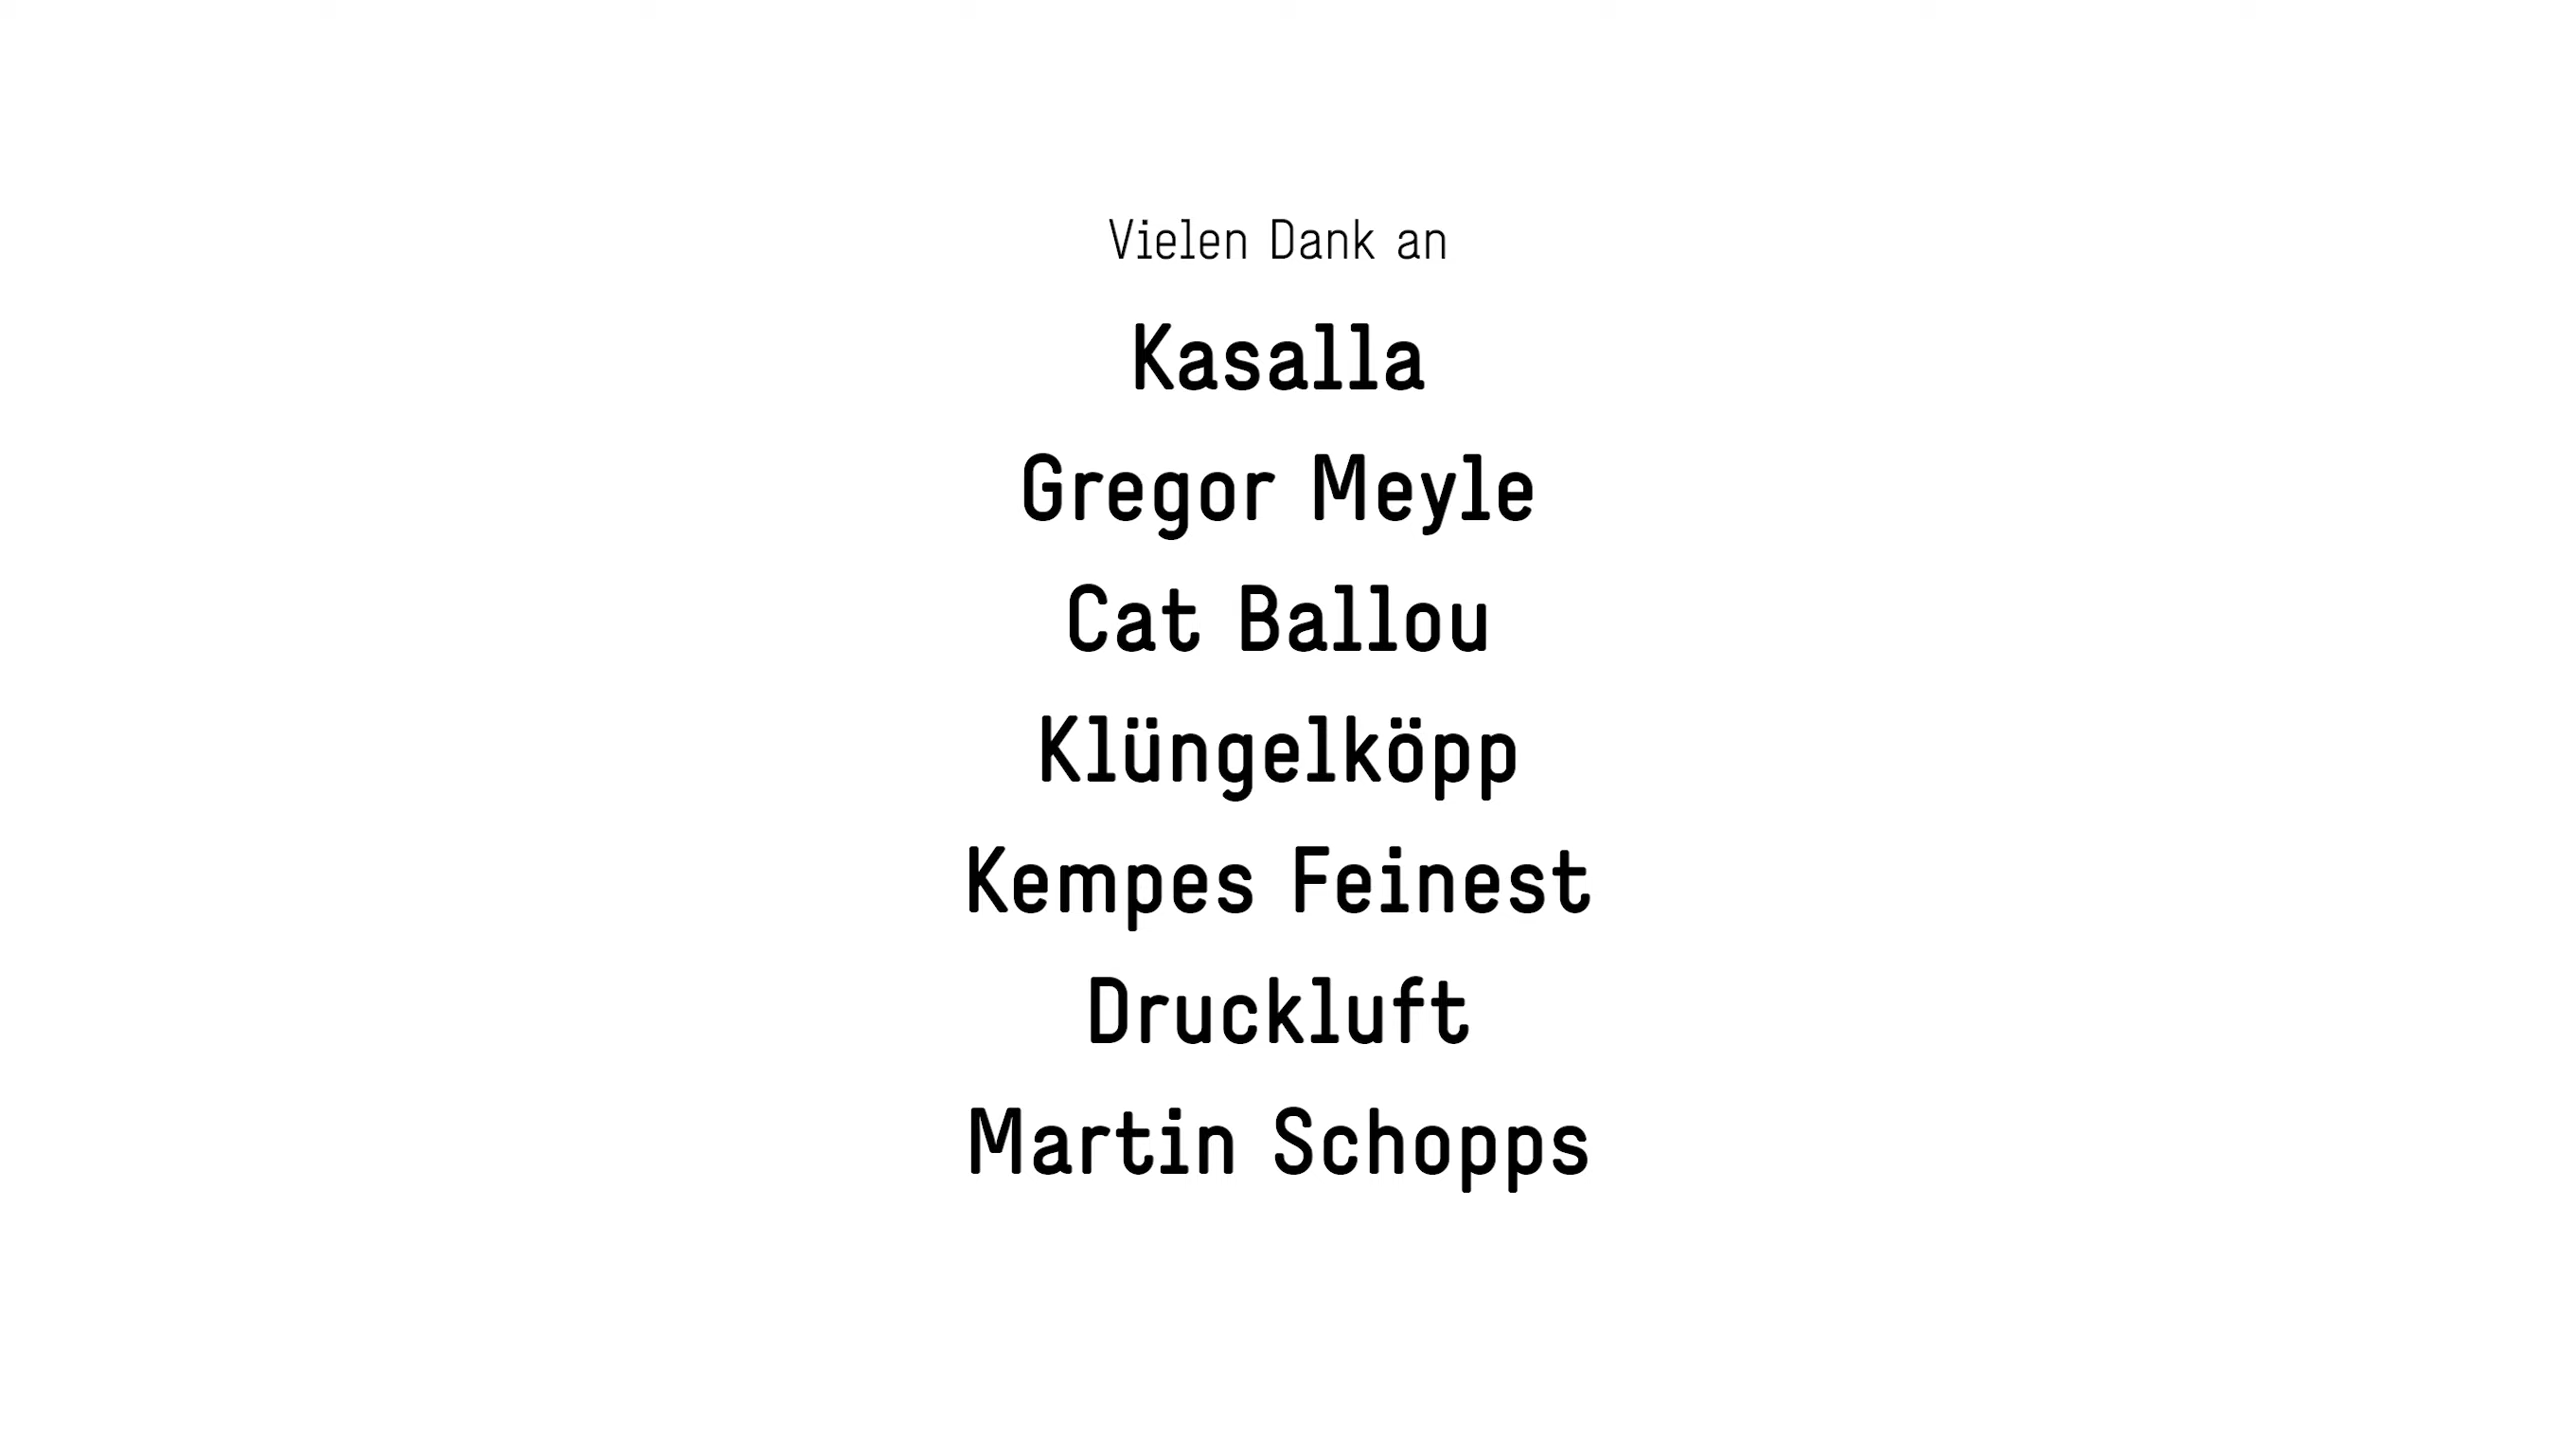 Vielen Dank an
Kasalla
Gregor Meyle
Cat Ballou
Klüngelköpp
Kempes Feinest
Druckluft
Martin Schopps